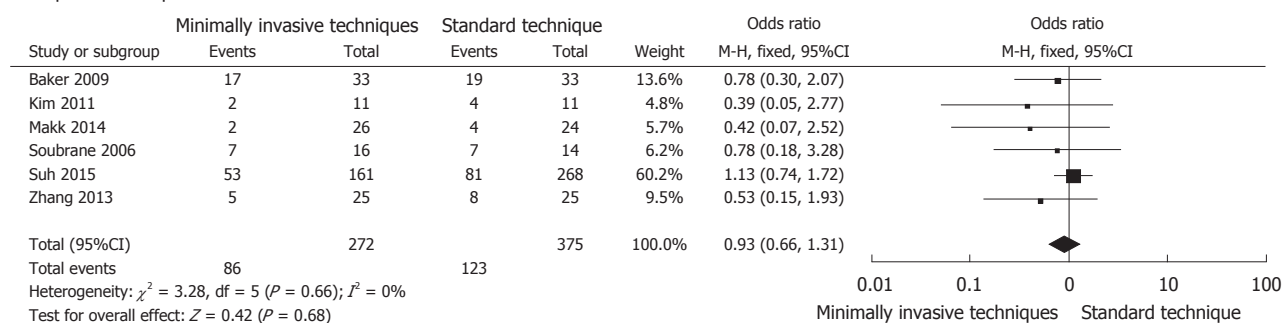 Minimally invasive techniques Standard technique Odds ratio Odds ratio
Study or subgroup Events Total Events Total Weight M-H, fixed, 95%CI M-H, fixed, 95%CI
Baker 2009 17 33 19 33 13.6% 0.78 (0.30, 2.07)
Kim 2011 2 11 4 11 4.8% 0.39 (0.05, 2.77)
Makk 2014 2 26 4 24 5.7% 0.42 (0.07, 2.52)
Soubrane 2006 7 16 7 14 6.2% 0.78 (0.18, 3.28)
Suh 2015 53 161 81 268 60.2% 1.13 (0.74, 1.72)
Zhang 2013 5 25 8 25 9.5% 0.53 (0.15, 1.93)
Total (95%CI) 272 375 100.0% 0.93 (0.66, 1.31)
Total events 86 123
Heterogeneity: χ² = 3.28, df = 5 (P = 0.66); I² = 0%
Test for overall effect: Z = 0.42 (P = 0.68)
0.01 0.1 1 10 100
Minimally invasive techniques Standard technique